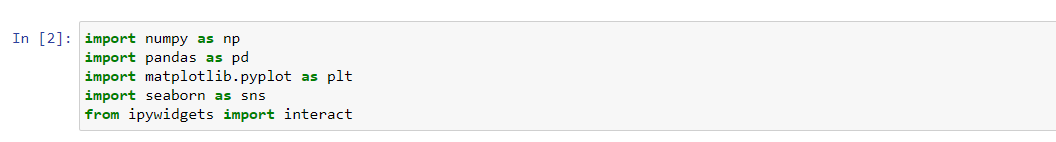 In [2]: import numpy as np
import pandas as pd
import matplotlib.pyplot as plt
import seaborn as sns
from ipywidgets import interact